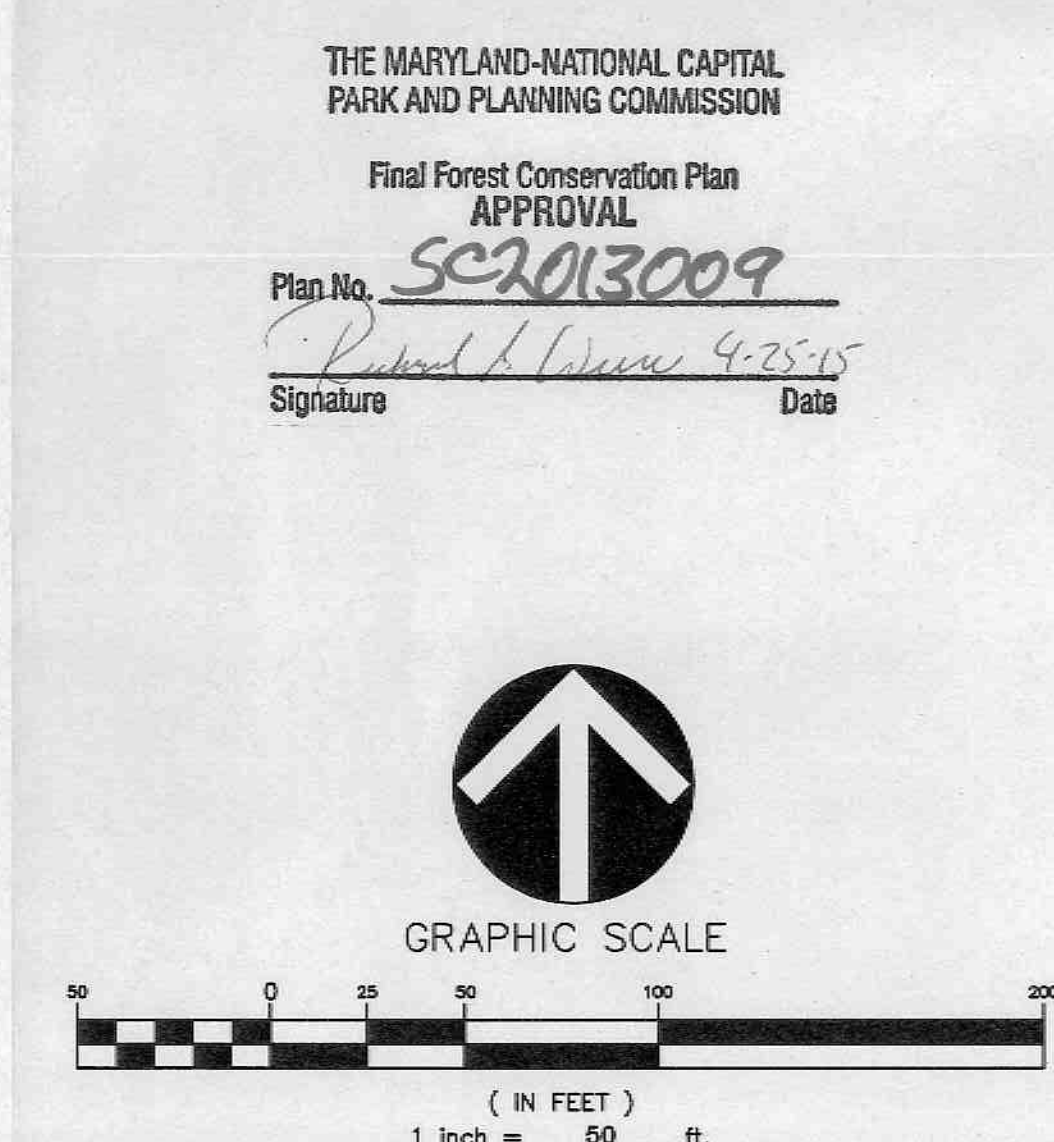 THE MARYLAND-NATIONAL CAPITAL
PARK AND PLANNING COMMISSION
Final Forest Conservation Plan
APPROVAL
Plan No. SC2013009
Richard 4-25-15
Signature Date
GRAPHIC SCALE
50 0 25 50 100 200
( IN FEET )
1 inch = 50 ft.